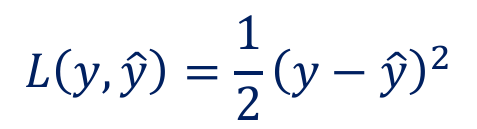 L(y, ŷ) = 1/2 (y − ŷ)²